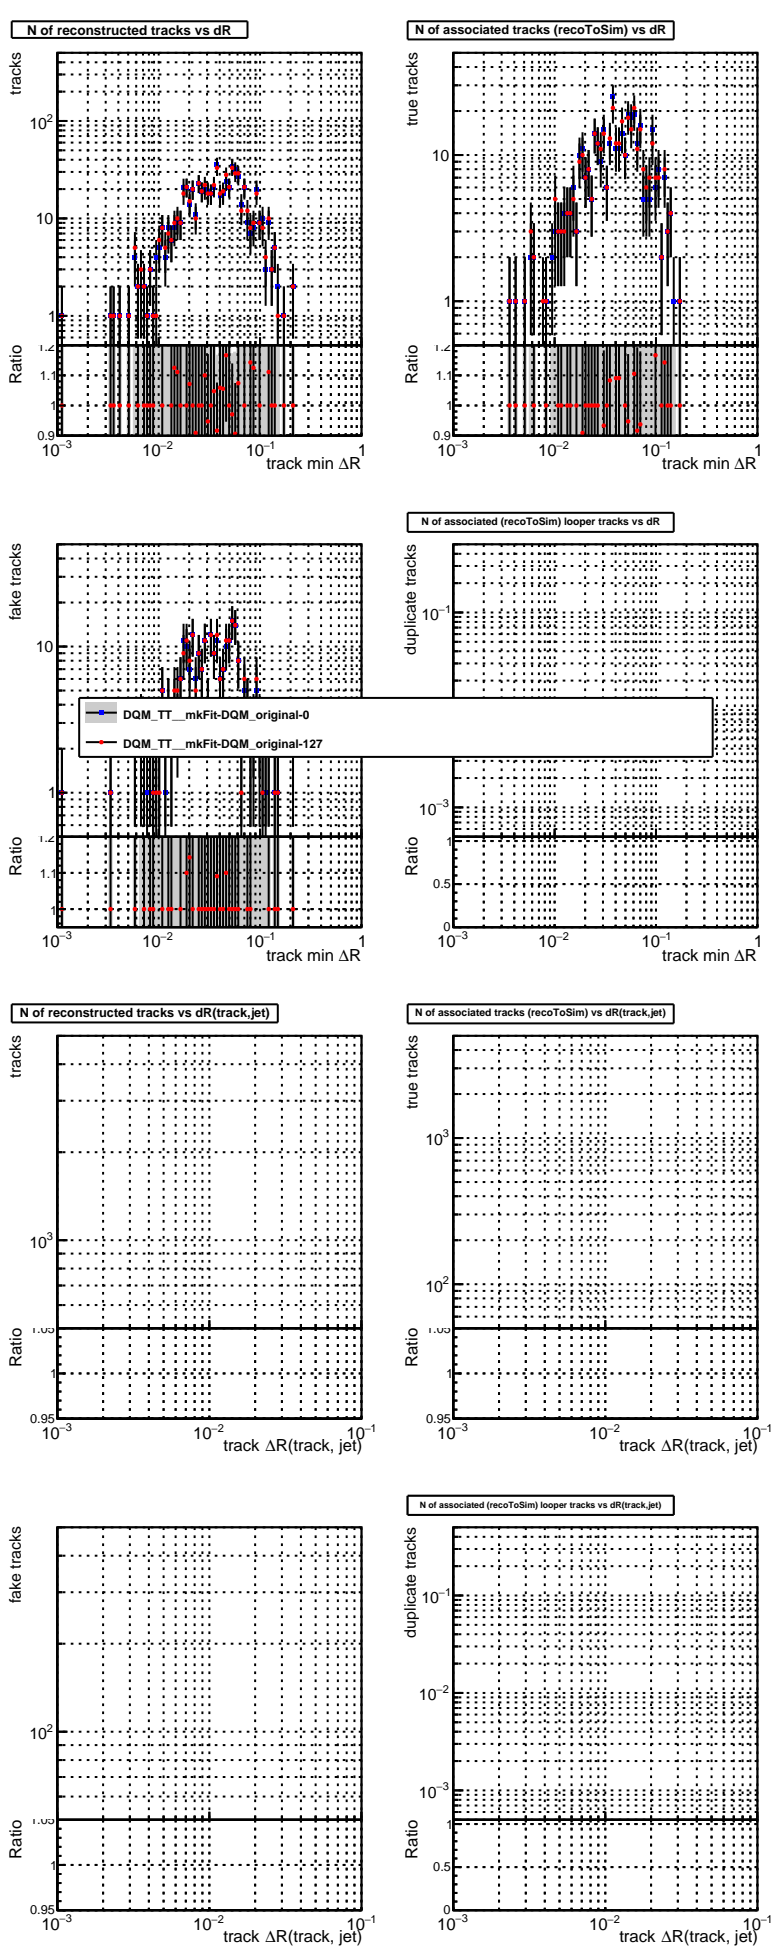 N of reconstructed tracks vs dR
tracks
10²
10
1
Ratio
1.2
1.1
1
0.9
10⁻³ 10⁻² 10⁻¹ 1
track min ΔR
N of associated tracks (recoToSim) vs dR
true tracks
10
1
Ratio
1.2
1.1
1
0.9
10⁻³ 10⁻² 10⁻¹ 1
track min ΔR
fake tracks
10
1
Ratio
1.2
1.1
1
10⁻³ 10⁻² 10⁻¹ 1
track min ΔR
N of associated (recoToSim) looper tracks vs dR
duplicate tracks
10⁻¹
10⁻³
Ratio
1
0.5
0
10⁻³ 10⁻² 10⁻¹ 1
track min ΔR
DQM_TT__mkFit-DQM_original-0
DQM_TT__mkFit-DQM_original-127
N of reconstructed tracks vs dR(track,jet)
tracks
10³
Ratio
1.05
1
0.95
10⁻³ 10⁻² 10⁻¹
track ΔR(track, jet)
N of associated tracks (recoToSim) vs dR(track,jet)
true tracks
10³
10²
Ratio
1.05
1
0.95
10⁻³ 10⁻² 10⁻¹
track ΔR(track, jet)
fake tracks
10²
Ratio
1.05
1
0.95
10⁻³ 10⁻² 10⁻¹
track ΔR(track, jet)
N of associated (recoToSim) looper tracks vs dR(track,jet)
duplicate tracks
10⁻¹
10⁻²
10⁻³
Ratio
1
0.5
0
10⁻³ 10⁻² 10⁻¹
track ΔR(track, jet)